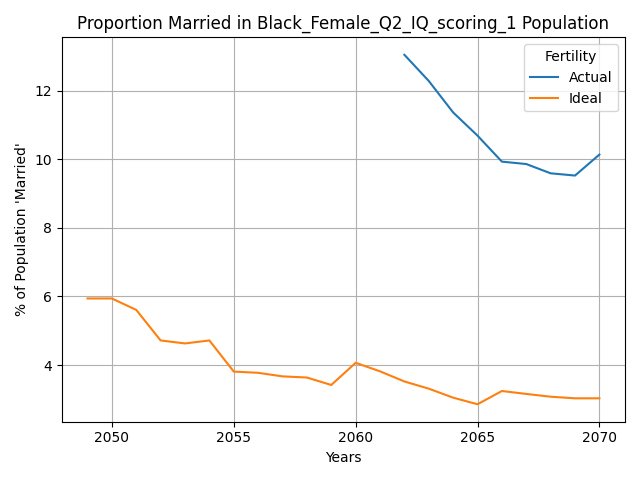 Proportion Married in Black_Female_Q2_IQ_scoring_1 Population
Fertility
Actual
Ideal
% of Population 'Married'
12
10
8
6
4
2050
2055
2060
2065
2070
Years